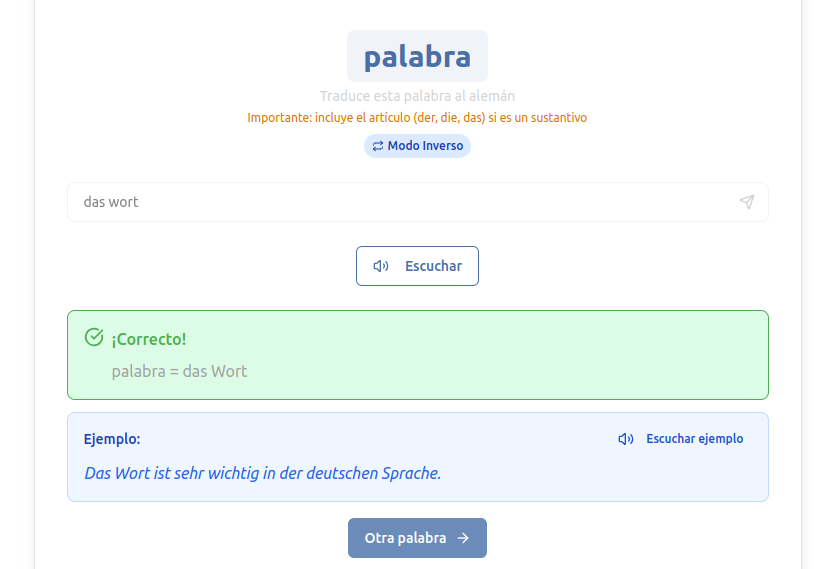 palabra
Traduce esta palabra al alemán
Importante: incluye el artículo (der, die, das) si es un sustantivo
Modo Inverso
das wort
Escuchar
¡Correcto!
palabra = das Wort
Ejemplo:
Escuchar ejemplo
Das Wort ist sehr wichtig in der deutschen Sprache.
Otra palabra